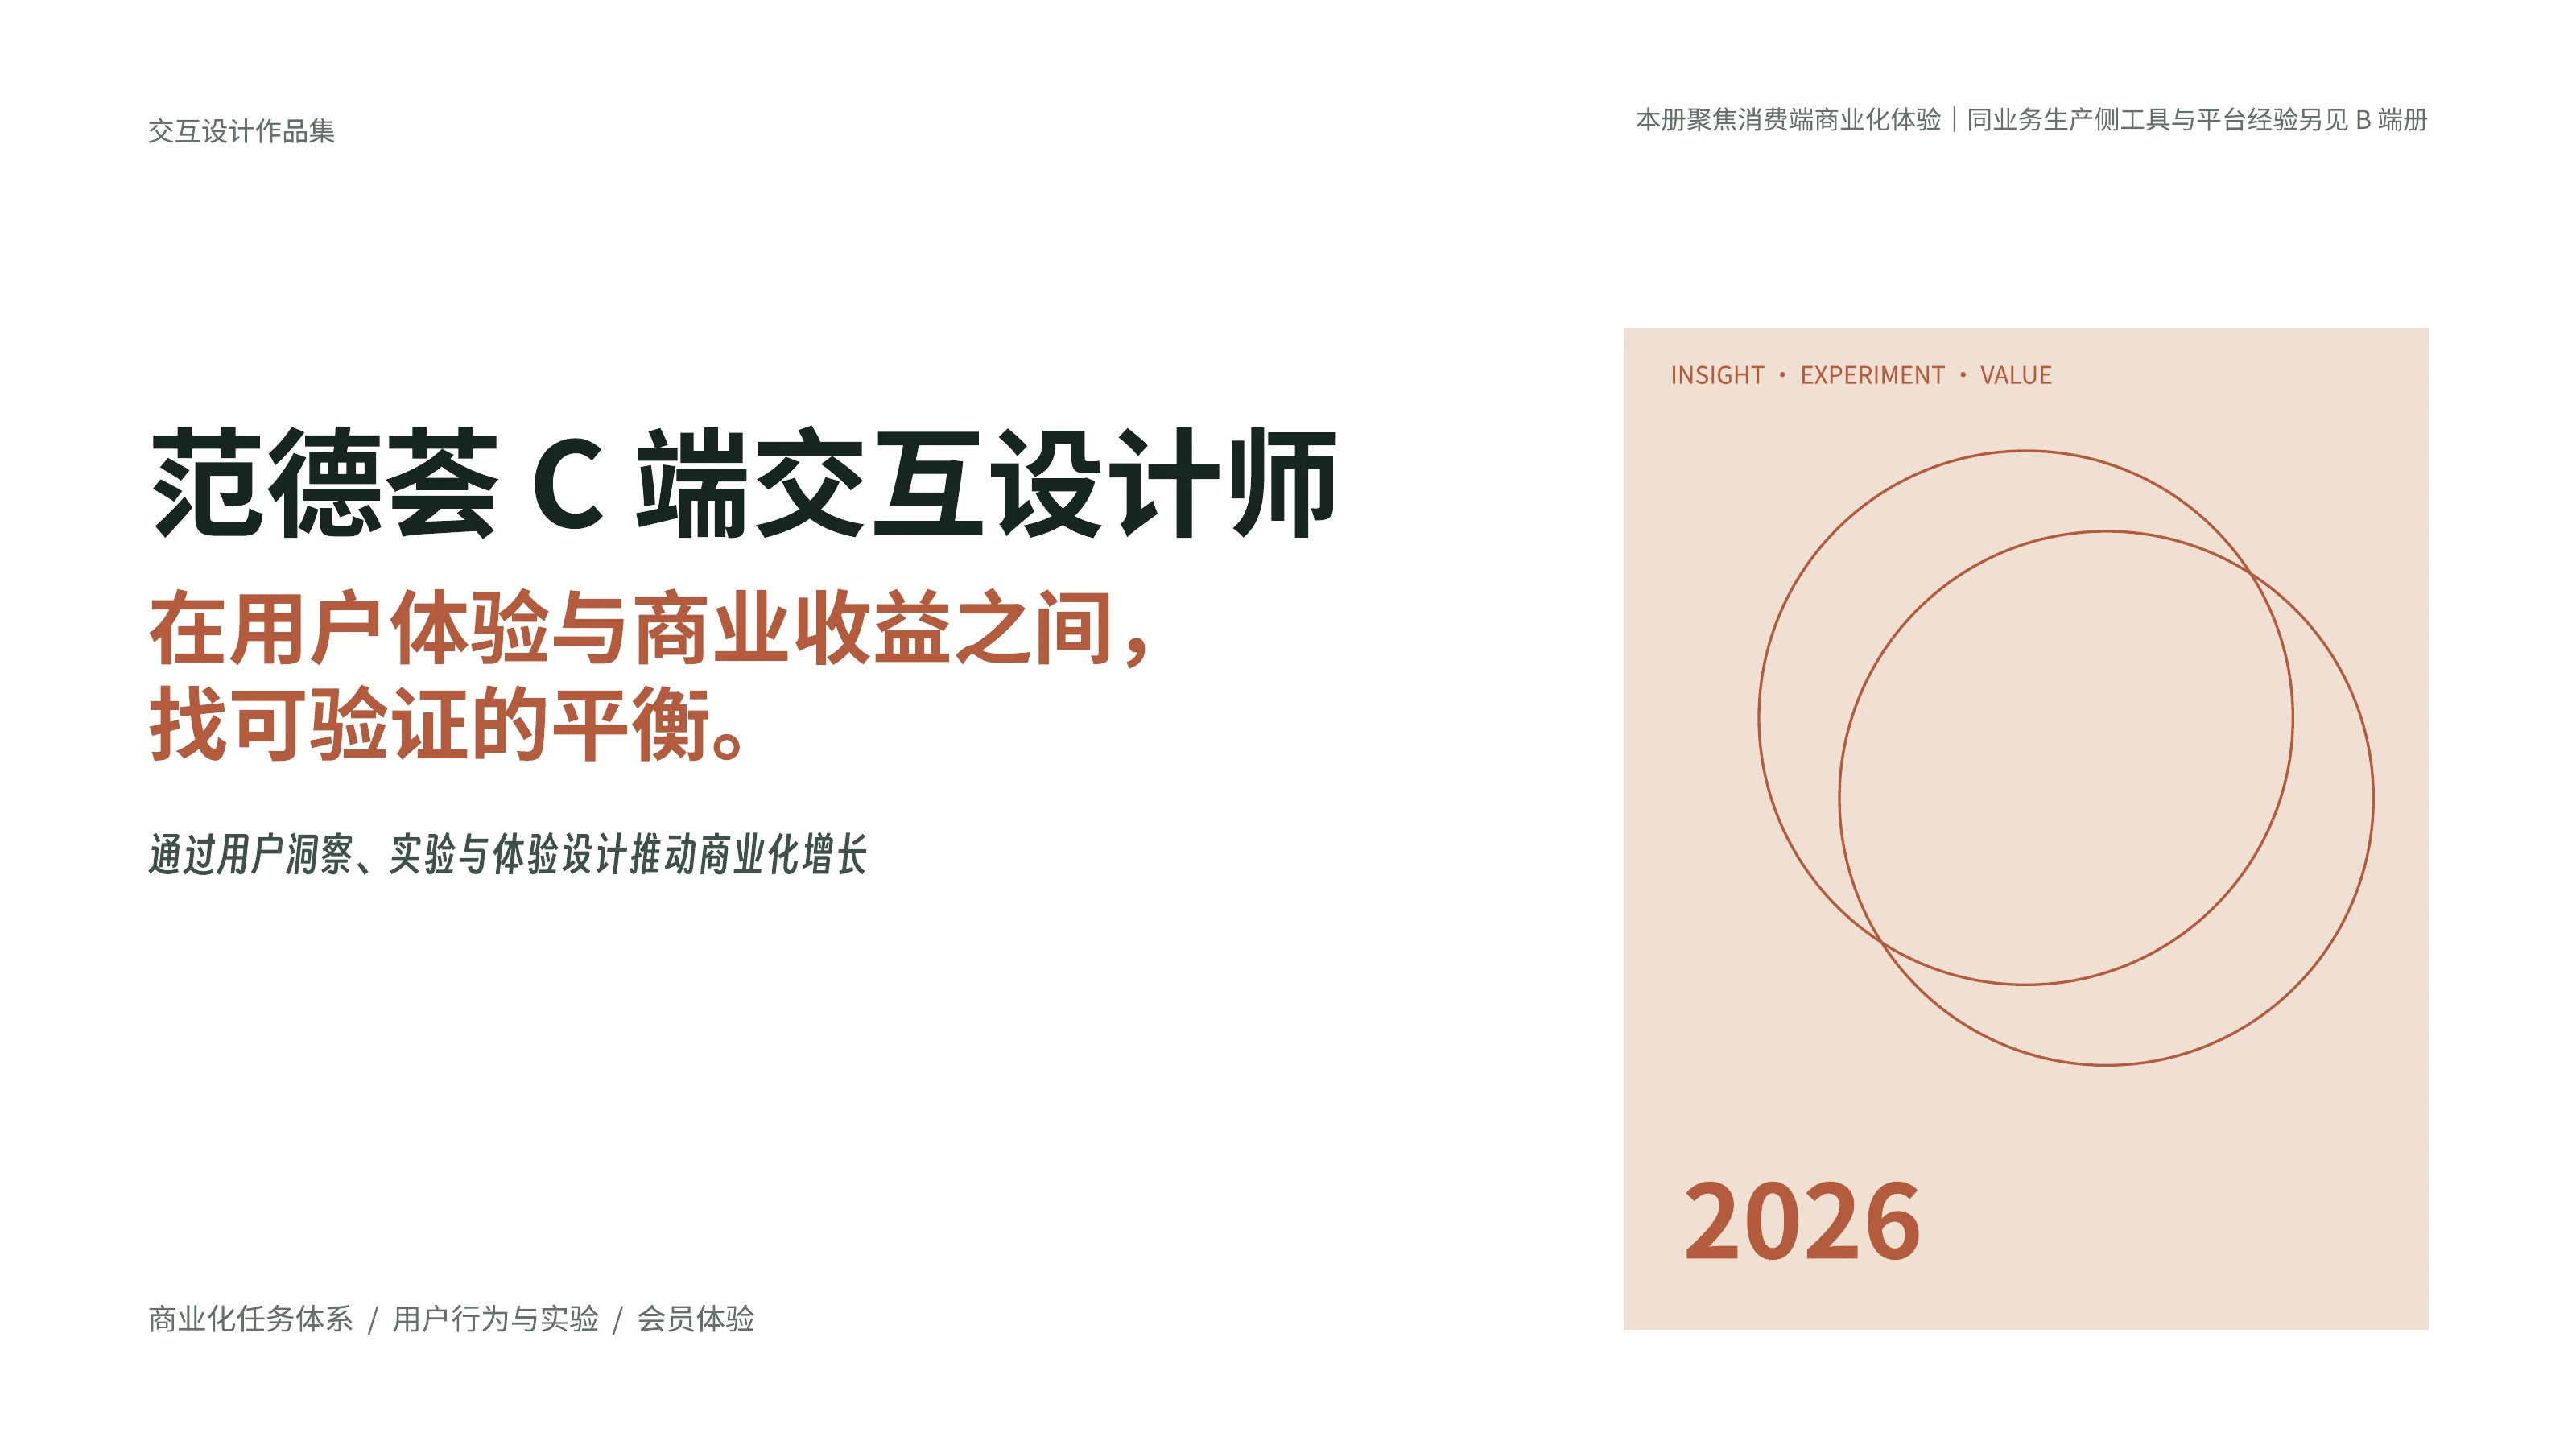 交互设计作品集
本册聚焦消费端商业化体验｜同业务生产侧工具与平台经验另见 B 端册
范德荟 C 端交互设计师
在用户体验与商业收益之间，
找可验证的平衡。
通过用户洞察、实验与体验设计推动商业化增长
商业化任务体系 / 用户行为与实验 / 会员体验
INSIGHT · EXPERIMENT · VALUE
2026